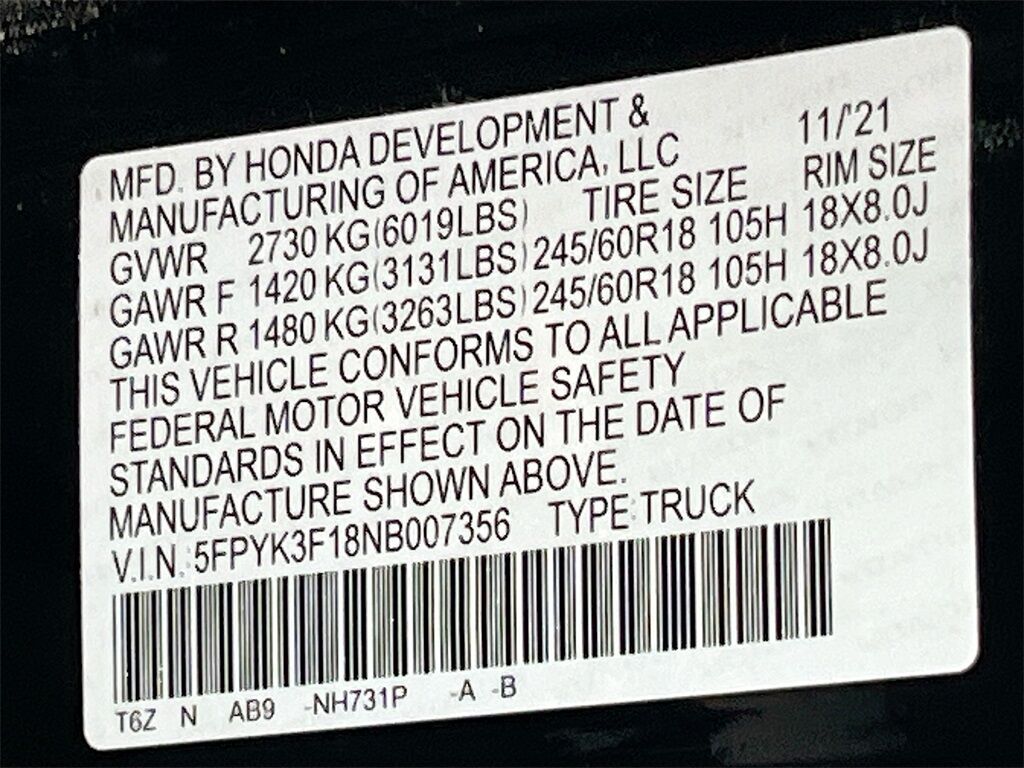 MFD. BY HONDA DEVELOPMENT & 11/'21
MANUFACTURING OF AMERICA, LLC RIM SIZE
GVWR 2730 KG(6019LBS) TIRE SIZE
GAWR F 1420 KG(3131LBS) 245/60R18 105H 18X8.0J
GAWR R 1480 KG(3263LBS) 245/60R18 105H 18X8.0J
THIS VEHICLE CONFORMS TO ALL APPLICABLE
FEDERAL MOTOR VEHICLE SAFETY
STANDARDS IN EFFECT ON THE DATE OF
MANUFACTURE SHOWN ABOVE.
V.I.N.:5FPYK3F18NB007356 TYPE:TRUCK
T6Z N AB9 -NH731P -A -B